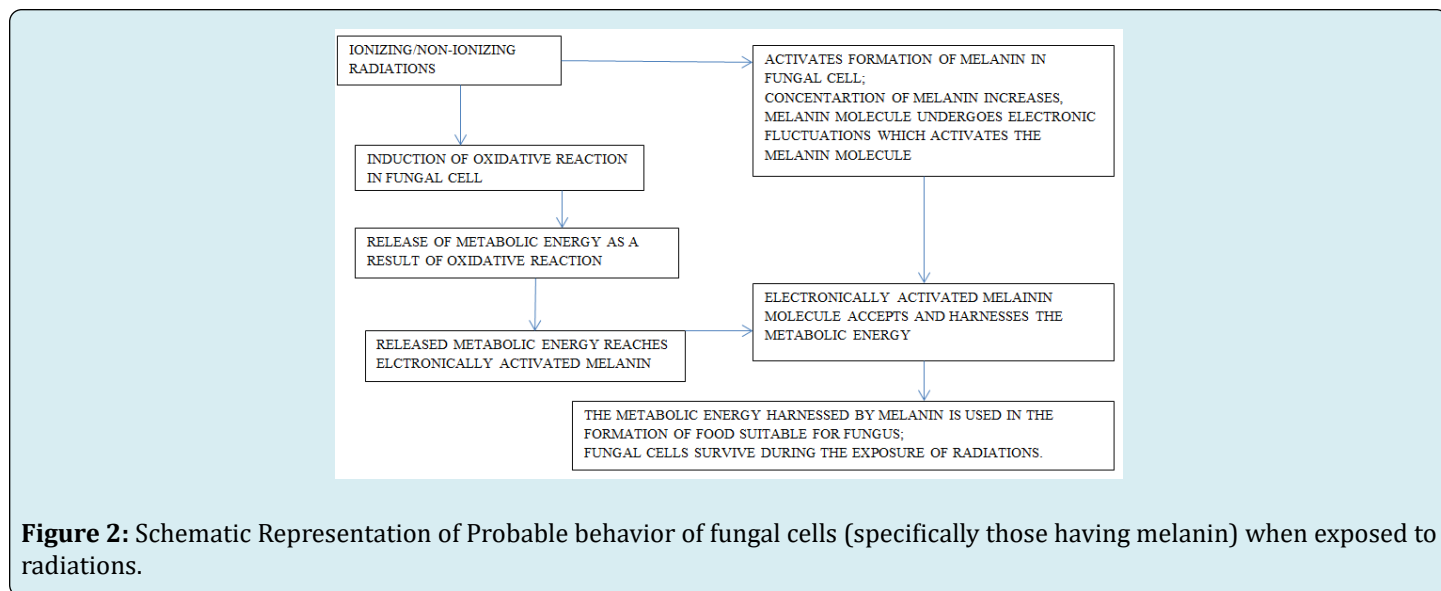 IONIZING/NON-IONIZING
RADIATIONS
ACTIVATES FORMATION OF MELANIN IN
FUNGAL CELL;
CONCENTARTION OF MELANIN INCREASES,
MELANIN MOLECULE UNDERGOES ELECTRONIC
FLUCTUATIONS WHICH ACTIVATES THE
MELANIN MOLECULE
INDUCTION OF OXIDATIVE REACTION
IN FUNGAL CELL
RELEASE OF METABOLIC ENERGY AS A
RESULT OF OXIDATIVE REACTION
RELEASED METABOLIC ENERGY REACHES
ELCTRONICALLY ACTIVATED MELANIN
ELECTRONICALLY ACTIVATED MELAININ
MOLECULE ACCEPTS AND HARNESSES THE
METABOLIC ENERGY
THE METABOLIC ENERGY HARNESSED BY MELANIN IS USED IN THE
FORMATION OF FOOD SUITABLE FOR FUNGUS;
FUNGAL CELLS SURVIVE DURING THE EXPOSURE OF RADIATIONS.
Figure 2: Schematic Representation of Probable behavior of fungal cells (specifically those having melanin) when exposed to
radiations.